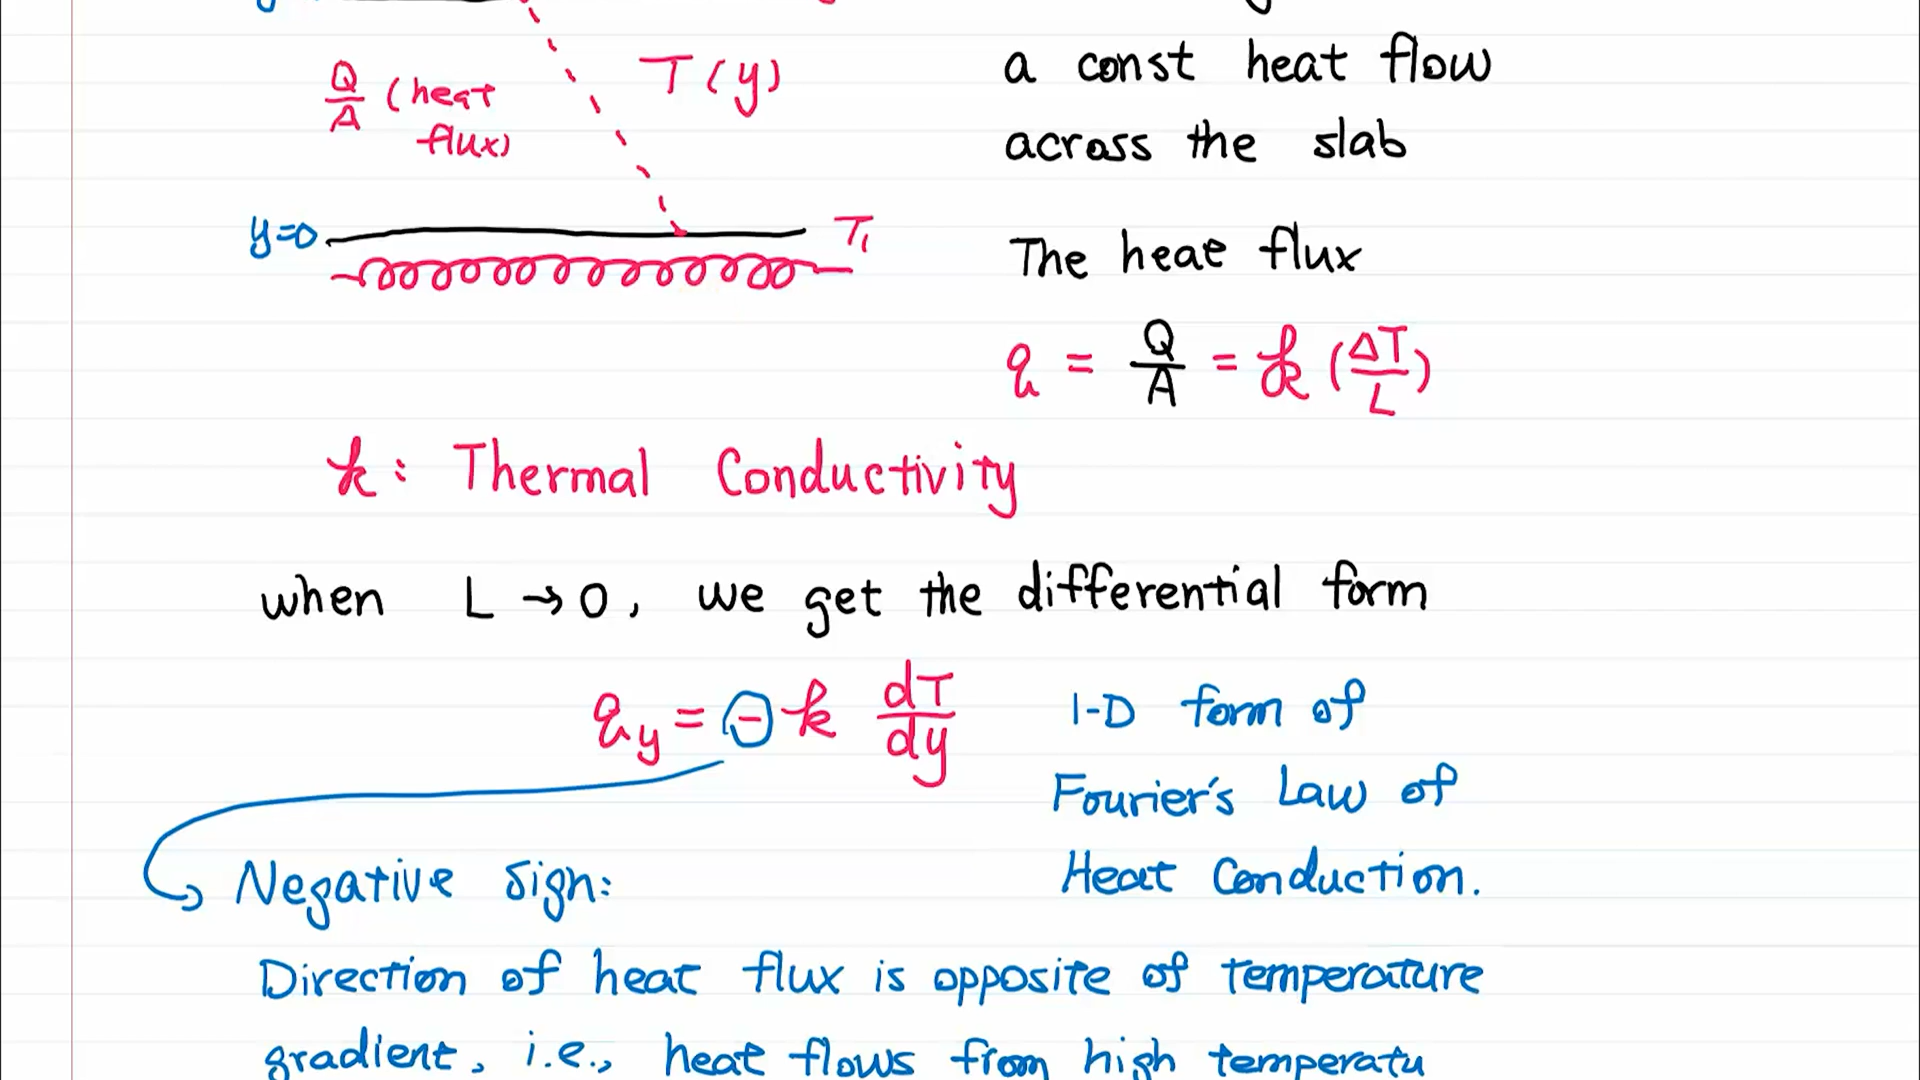 Q/A (heat flux)
T(y)
y=0
T₁
a const heat flow
across the slab
The heat flux
q = Q/A = k (ΔT/L)
k: Thermal Conductivity
when L → 0, we get the differential form
q_y = - k dT/dy
1-D form of
Fourier's Law of
Heat Conduction.
Negative sign:
Direction of heat flux is opposite of temperature
gradient, i.e., heat flows from high temperatu